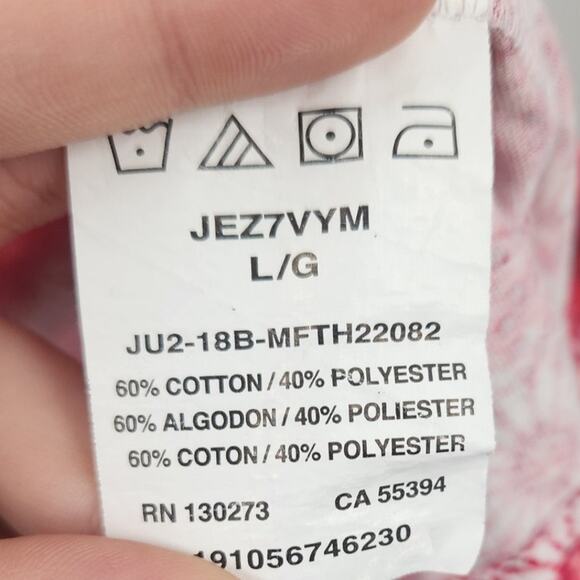 JEZ7VYM
L/G
JU2-18B-MFTH22082
60% COTTON / 40% POLYESTER
60% ALGODON / 40% POLIESTER
60% COTON / 40% POLYESTER
RN 130273 CA 55394
191056746230